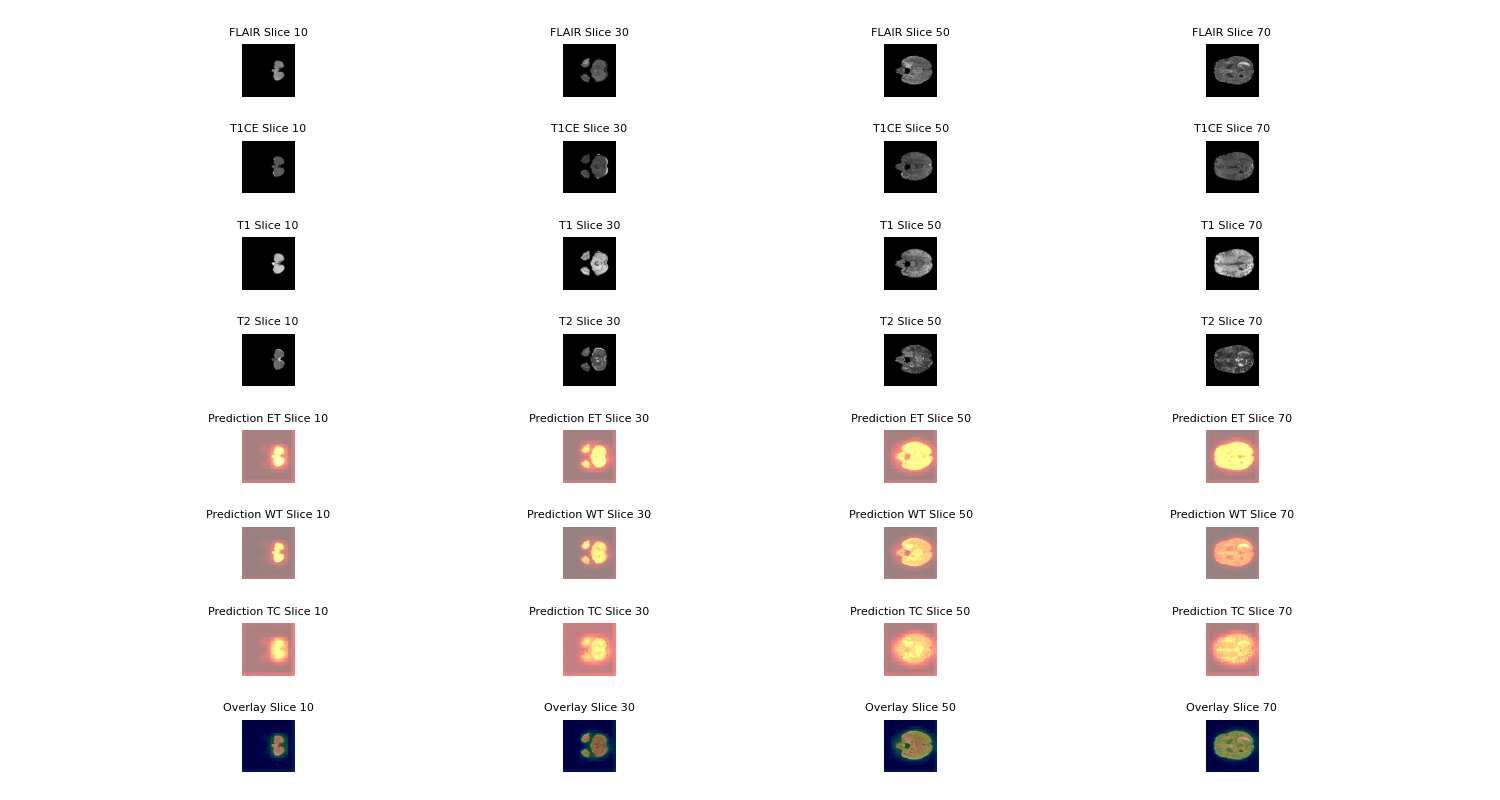 FLAIR Slice 10 FLAIR Slice 30 FLAIR Slice 50 FLAIR Slice 70
T1CE Slice 10 T1CE Slice 30 T1CE Slice 50 T1CE Slice 70
T1 Slice 10 T1 Slice 30 T1 Slice 50 T1 Slice 70
T2 Slice 10 T2 Slice 30 T2 Slice 50 T2 Slice 70
Prediction ET Slice 10 Prediction ET Slice 30 Prediction ET Slice 50 Prediction ET Slice 70
Prediction WT Slice 10 Prediction WT Slice 30 Prediction WT Slice 50 Prediction WT Slice 70
Prediction TC Slice 10 Prediction TC Slice 30 Prediction TC Slice 50 Prediction TC Slice 70
Overlay Slice 10 Overlay Slice 30 Overlay Slice 50 Overlay Slice 70